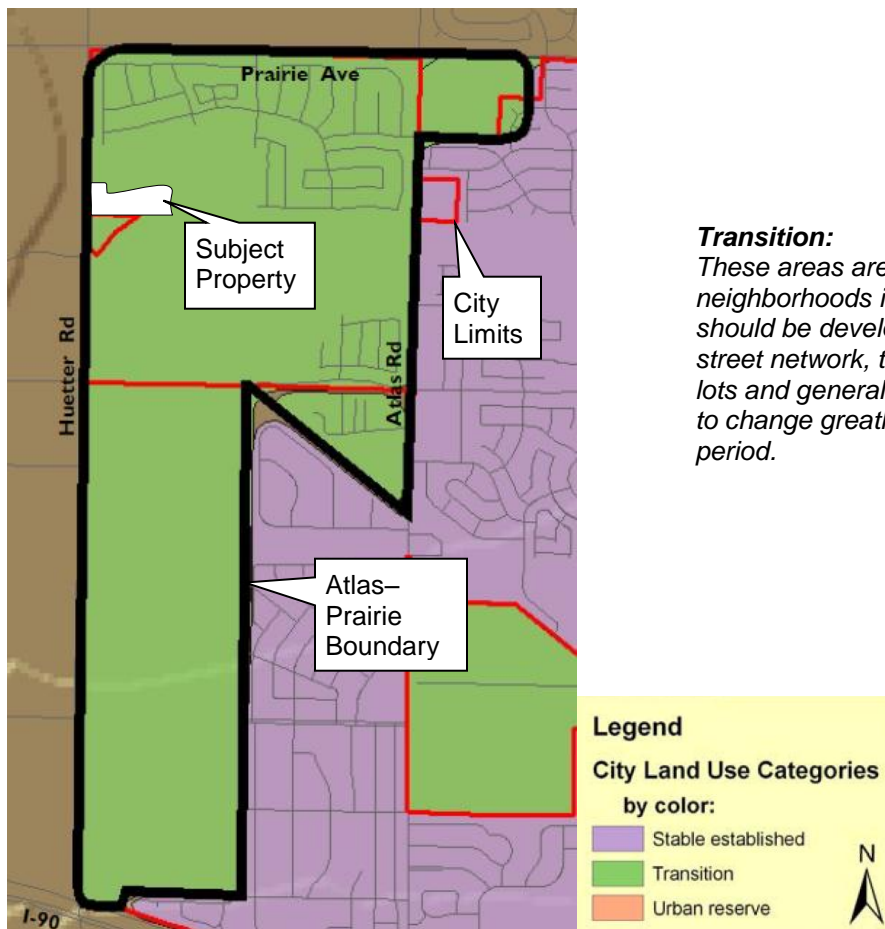 Prairie Ave
Subject
Property
City
Limits
Huetter Rd
Atlas Rd
Atlas–
Prairie
Boundary
I-90
Transition:
These areas are
neighborhoods i
should be develo
street network, t
lots and general
to change greatl
period.
Legend
City Land Use Categories
by color:
Stable established
Transition
Urban reserve
N